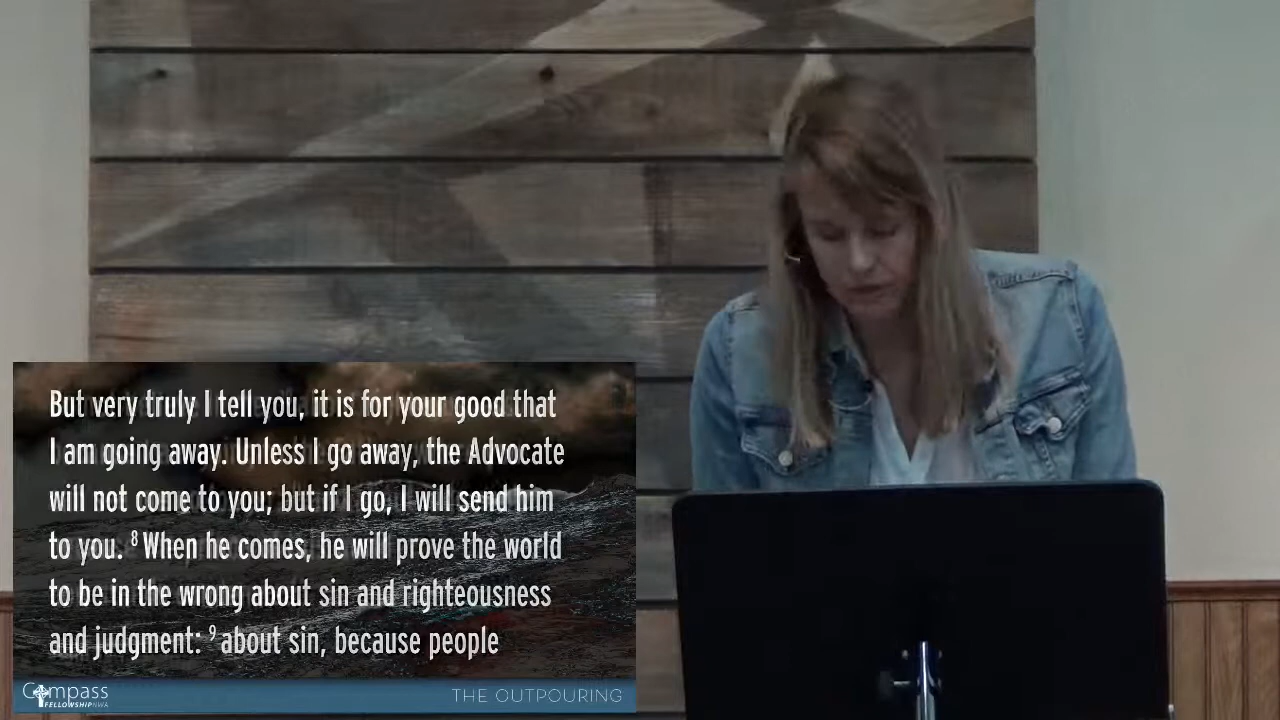 But very truly I tell you, it is for your good that
I am going away. Unless I go away, the Advocate
will not come to you; but if I go, I will send him
to you. ⁸ When he comes, he will prove the world
to be in the wrong about sin and righteousness
and judgment: ⁹ about sin, because people
Compass
FELLOWSHIPNWA
THE OUTPOURING